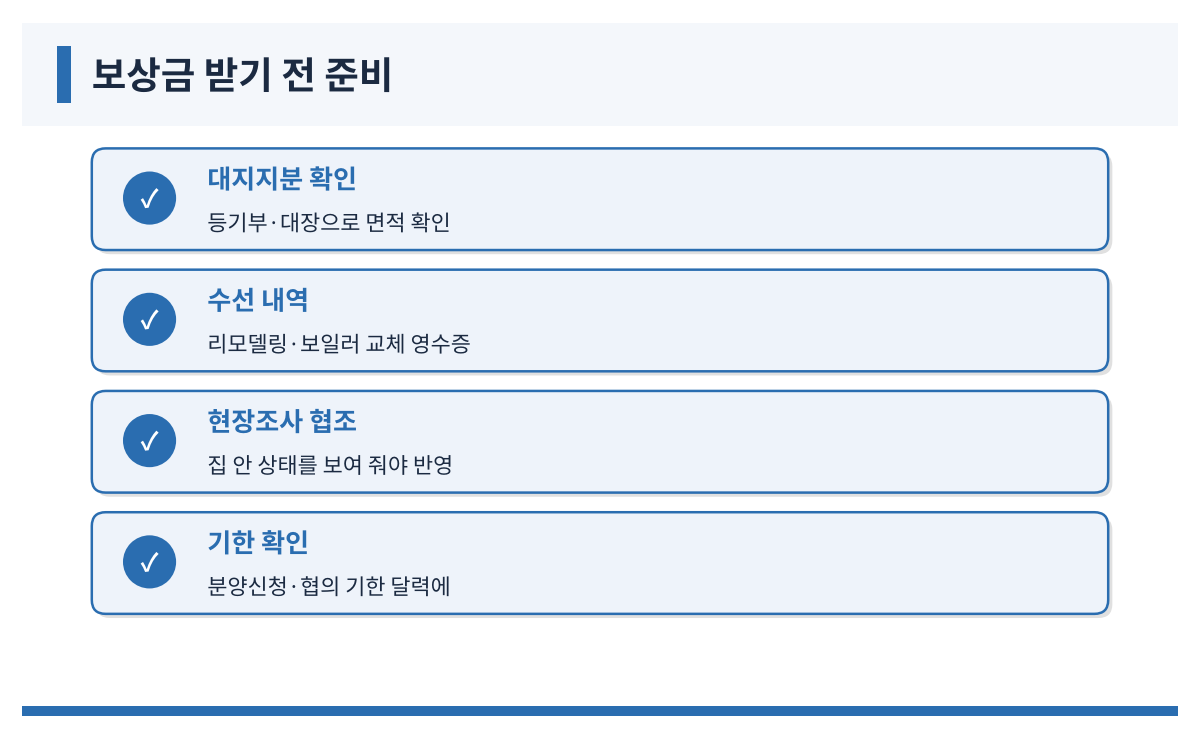 보상금 받기 전 준비
✓
대지지분 확인
등기부·대장으로 면적 확인
✓
수선 내역
리모델링·보일러 교체 영수증
✓
현장조사 협조
집 안 상태를 보여 줘야 반영
✓
기한 확인
분양신청·협의 기한 달력에